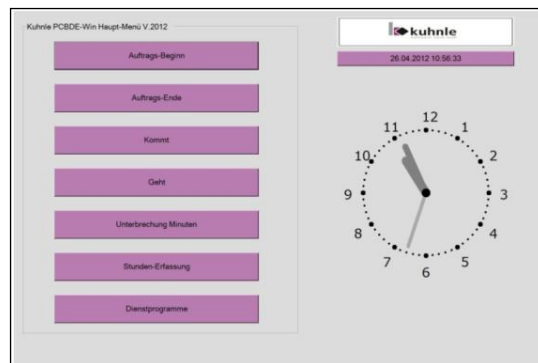 Kuhnle PCBDE-Win Haupt-Menü V.2012
Auftrags-Beginn
Auftrags-Ende
Kommt
Geht
Unterbrechung Minuten
Stunden-Erfassung
Dienstprogramme
kuhnle
26.04.2012 10:56:33
12
1
2
3
4
5
6
7
8
9
10
11